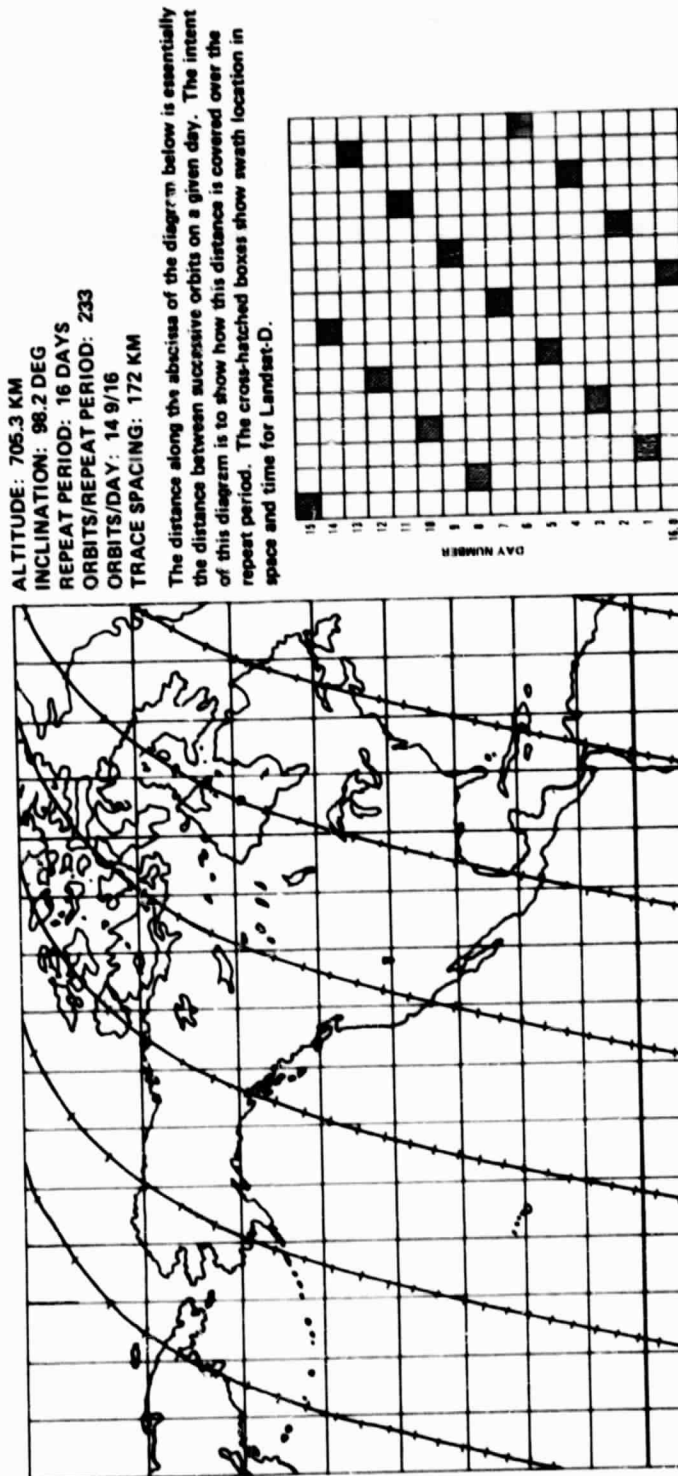 ALTITUDE: 705.3 KM
INCLINATION: 98.2 DEG
REPEAT PERIOD: 16 DAYS
ORBITS/REPEAT PERIOD: 233
ORBITS/DAY: 14 9/16
TRACE SPACING: 172 KM
The distance along the abscissa of the diagram below is essentially
the distance between successive orbits on a given day. The intent
of this diagram is to show how this distance is covered over the
repeat period. The cross-hatched boxes show swath location in
space and time for Landsat-D.
DAY NUMBER
15
14
13
12
11
10
9
8
7
6
5
4
3
2
1
16,0